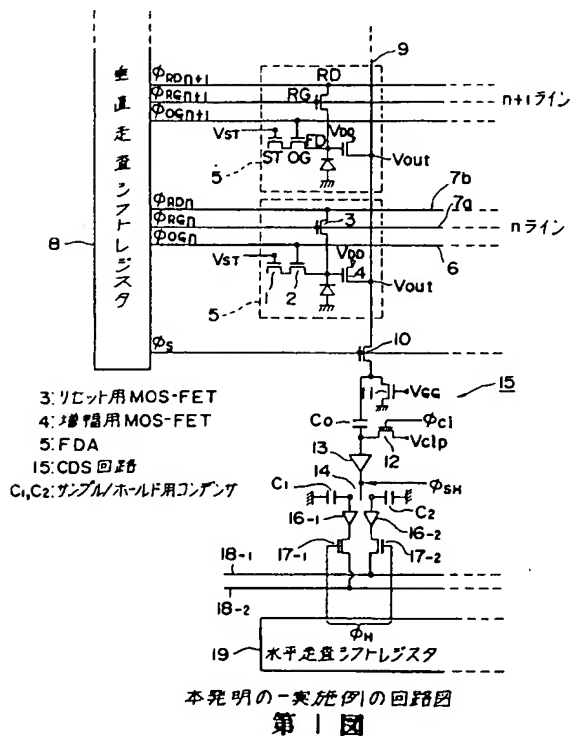 9
φRDn+1
RD
φRGn+1
RG
n+1ライン
φOGn+1
VST
FD
VDD
ST
OG
Vout
5
7b
φRDn
3
7a
φRGn
nライン
φOGn
8
垂直走査シフトレジスタ
VST
VDD
4
6
1
2
Vout
5
10
φS
15
11
VGG
3:リセット用MOS-FET
4:増幅用MOS-FET
5:FDA
15:CDS回路
C1,C2:サンプル/ホールド用コンデンサ
C0
φCl
Vclp
13
12
14
C1
φSH
C2
16-1
16-2
17-1
17-2
18-1
18-2
φH
19
水平走査シフトレジスタ
本発明の一実施例の回路図
第1図